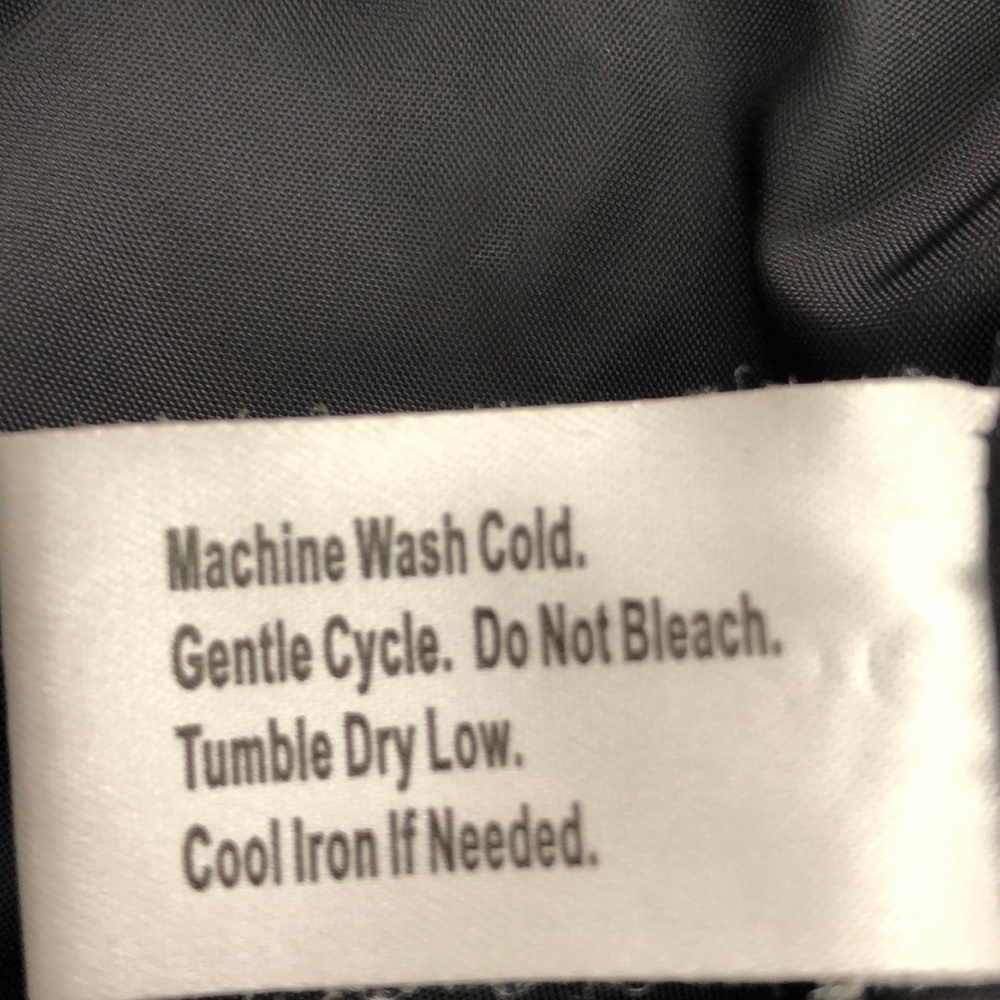 Machine Wash Cold.
Gentle Cycle. Do Not Bleach.
Tumble Dry Low.
Cool Iron If Needed.